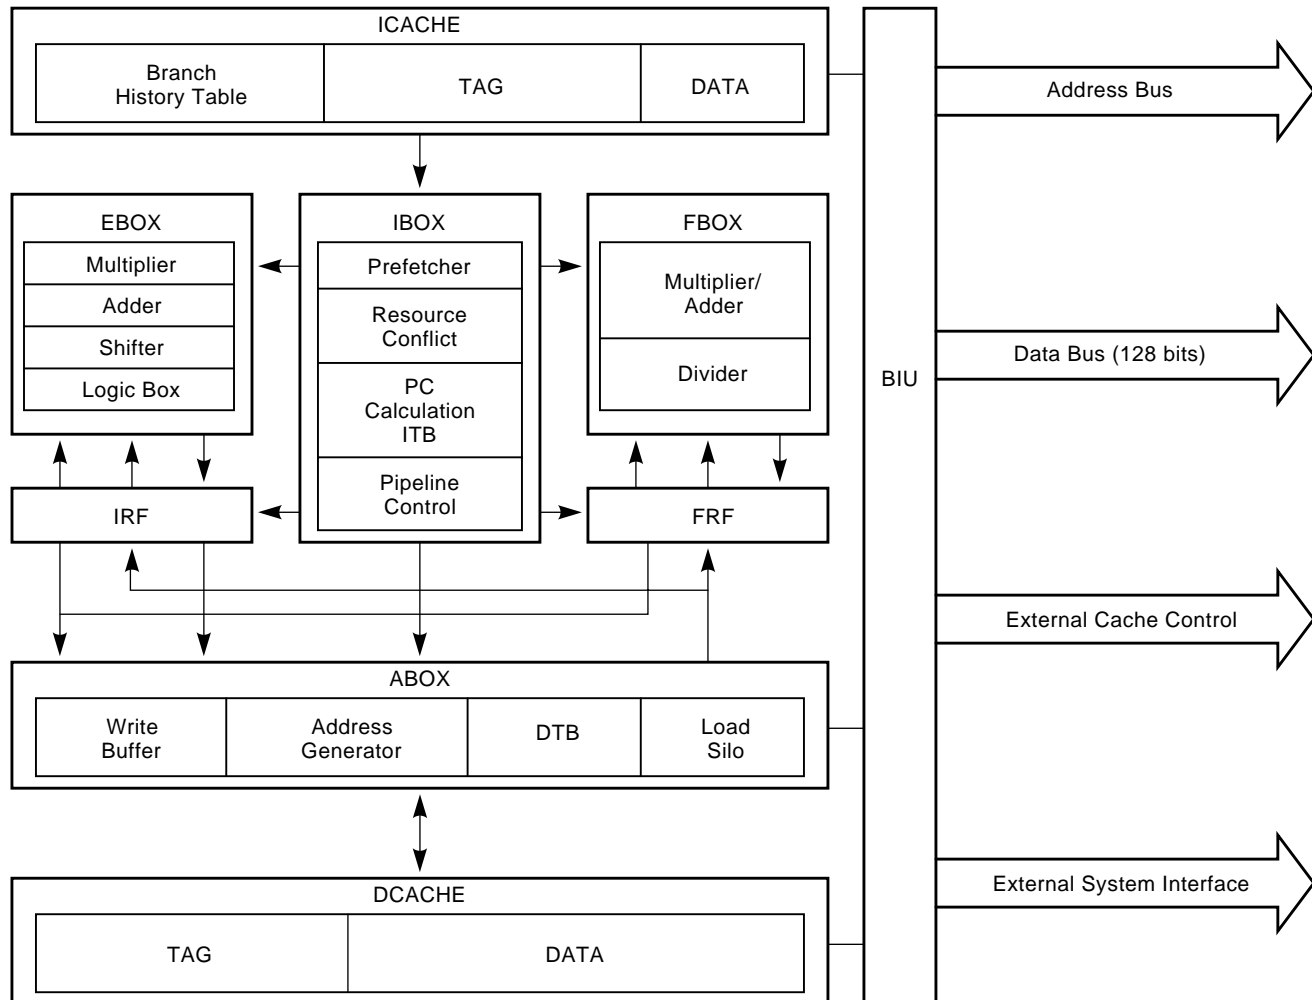 ICACHE
Branch
History Table
TAG
DATA
Address Bus
EBOX
Multiplier
Adder
Shifter
Logic Box
IBOX
Prefetcher
Resource
Conflict
PC
Calculation
ITB
Pipeline
Control
FBOX
Multiplier/
Adder
Divider
BIU
Data Bus (128 bits)
IRF
FRF
External Cache Control
ABOX
Write
Buffer
Address
Generator
DTB
Load
Silo
External System Interface
DCACHE
TAG
DATA